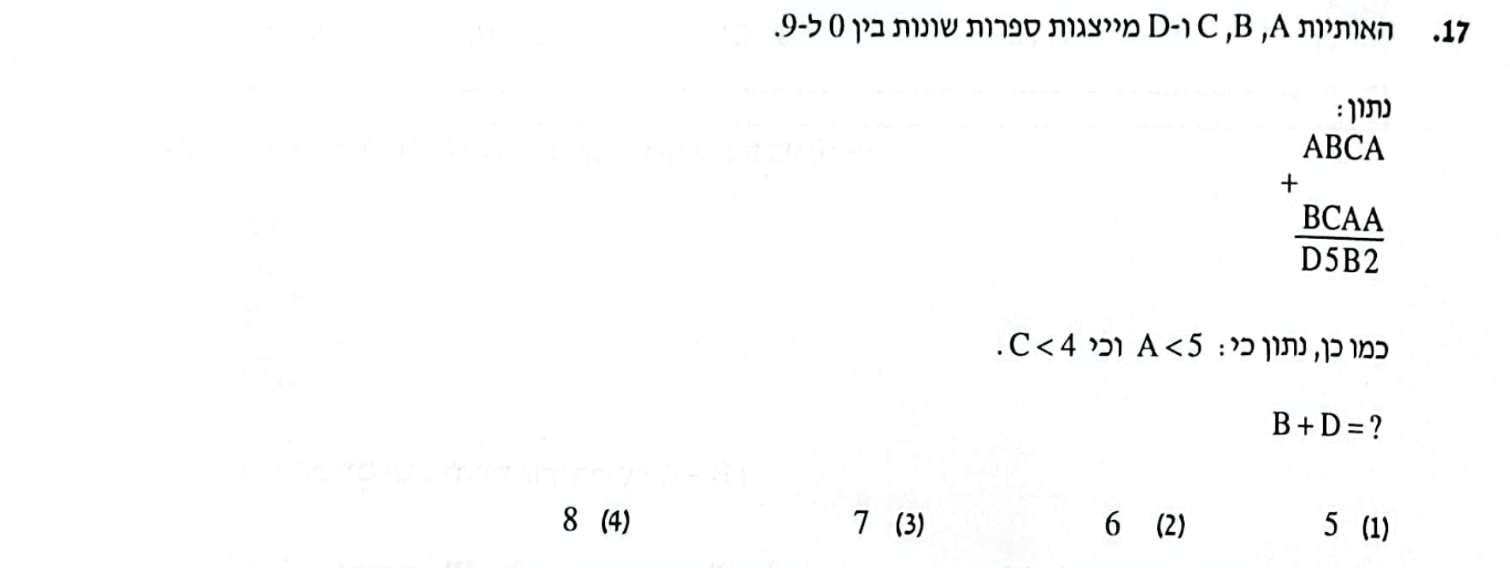 17. האותיות A, B, C ו-D מייצגות ספרות שונות בין 0 ל-9.
נתון:
ABCA
+
BCAA
D5B2
כמו כן, נתון כי: A < 5 וכי C < 4.
B + D = ?
(1) 5 (2) 6 (3) 7 (4) 8